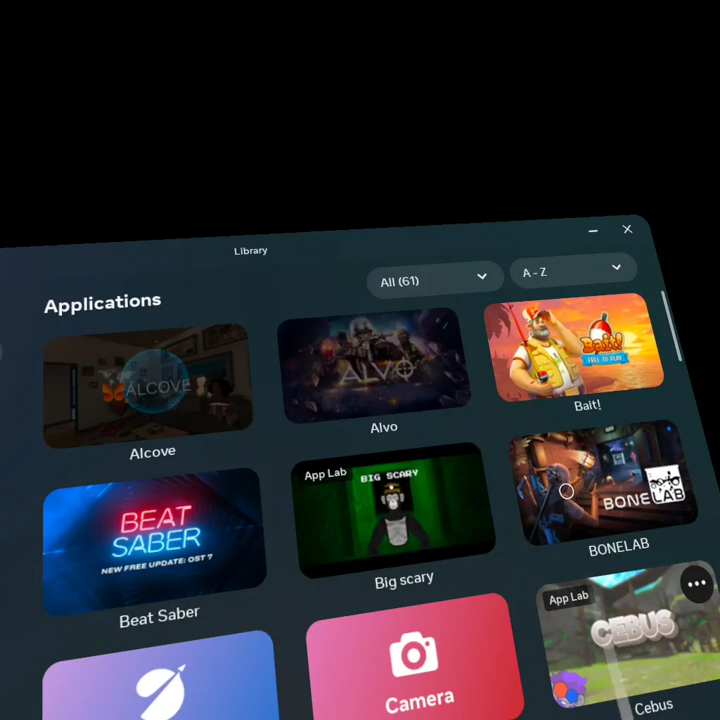 Library
Applications
All (61)
A - Z
ALCOVE
ALVO
Bait!
FREE TO PLAY
Alcove
Alvo
Bait!
BEAT
SABER
NEW FREE UPDATE: OST 7
App Lab
BIG SCARY
BONELAB
Beat Saber
Big scary
BONELAB
Camera
App Lab
CEBUS
Cebus